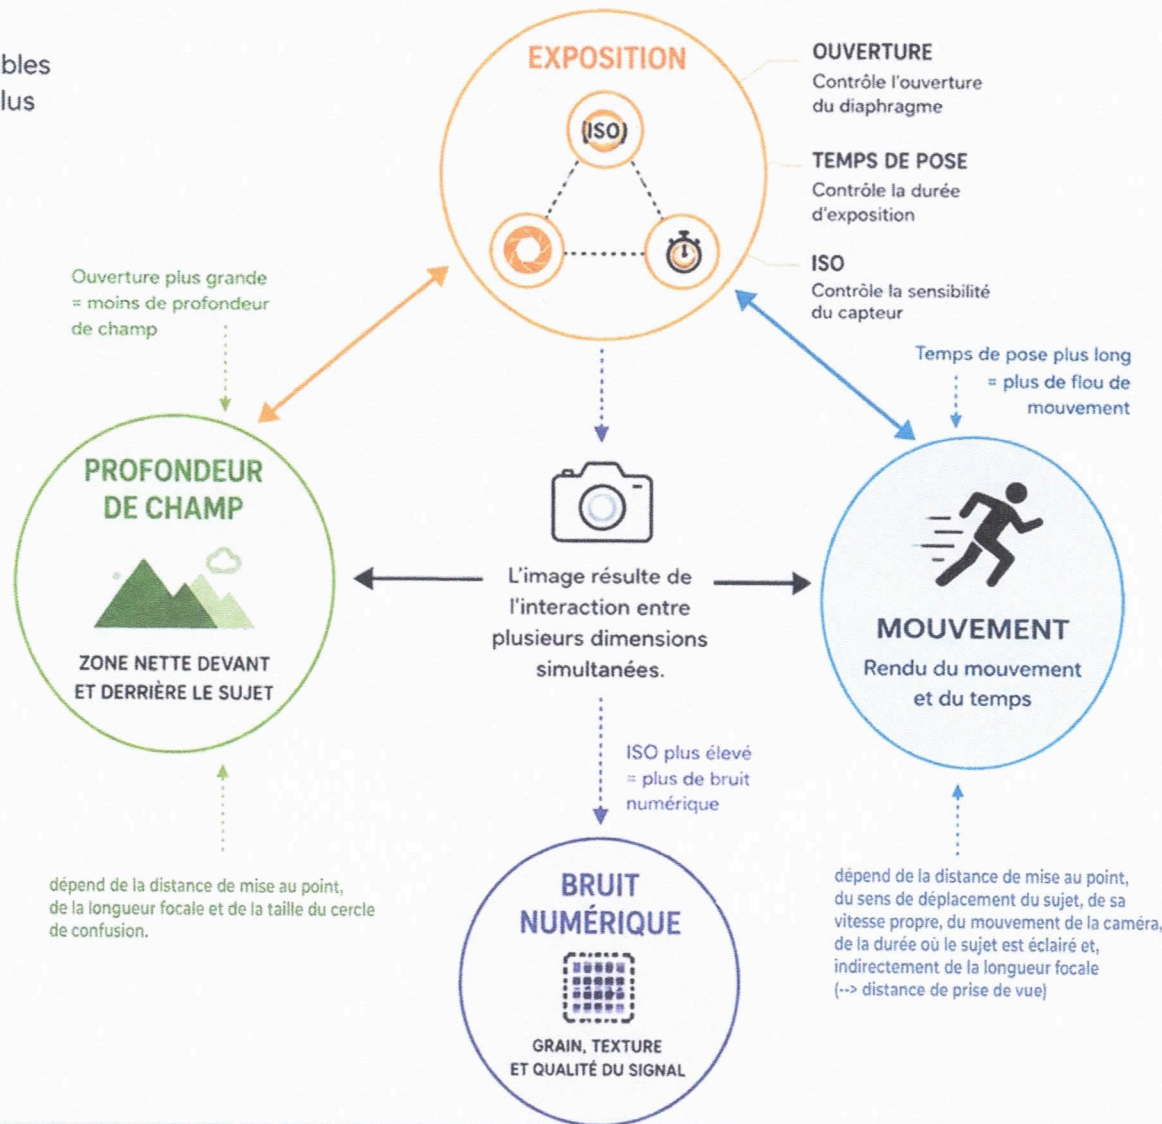 bles
lus
EXPOSITION
(ISO)
OUVERTURE
Contrôle l'ouverture
du diaphragme
TEMPS DE POSE
Contrôle la durée
d'exposition
ISO
Contrôle la sensibilité
du capteur
Ouverture plus grande
= moins de profondeur
de champ
Temps de pose plus long
= plus de flou de
mouvement
PROFONDEUR
DE CHAMP
ZONE NETTE DEVANT
ET DERRIÈRE LE SUJET
L'image résulte de
l'interaction entre
plusieurs dimensions
simultanées.
MOUVEMENT
Rendu du mouvement
et du temps
ISO plus élevé
= plus de bruit
numérique
dépend de la distance de mise au point,
de la longueur focale et de la taille du cercle
de confusion.
BRUIT
NUMÉRIQUE
GRAIN, TEXTURE
ET QUALITÉ DU SIGNAL
dépend de la distance de mise au point,
du sens de déplacement du sujet, de sa
vitesse propre, du mouvement de la caméra,
de la durée où le sujet est éclairé et,
indirectement de la longueur focale
(--> distance de prise de vue)